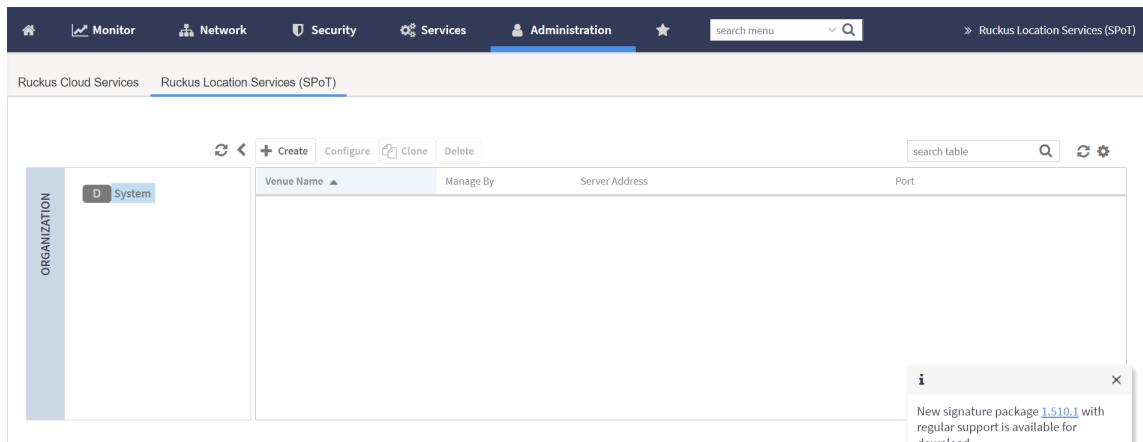 Monitor Network Security Services Administration search menu » Ruckus Location Services (SPoT)
Ruckus Cloud Services Ruckus Location Services (SPoT)
Create Configure Clone Delete search table
Venue Name Manage By Server Address Port
ORGANIZATION
D System
i
New signature package 1.510.1 with
regular support is available for
download